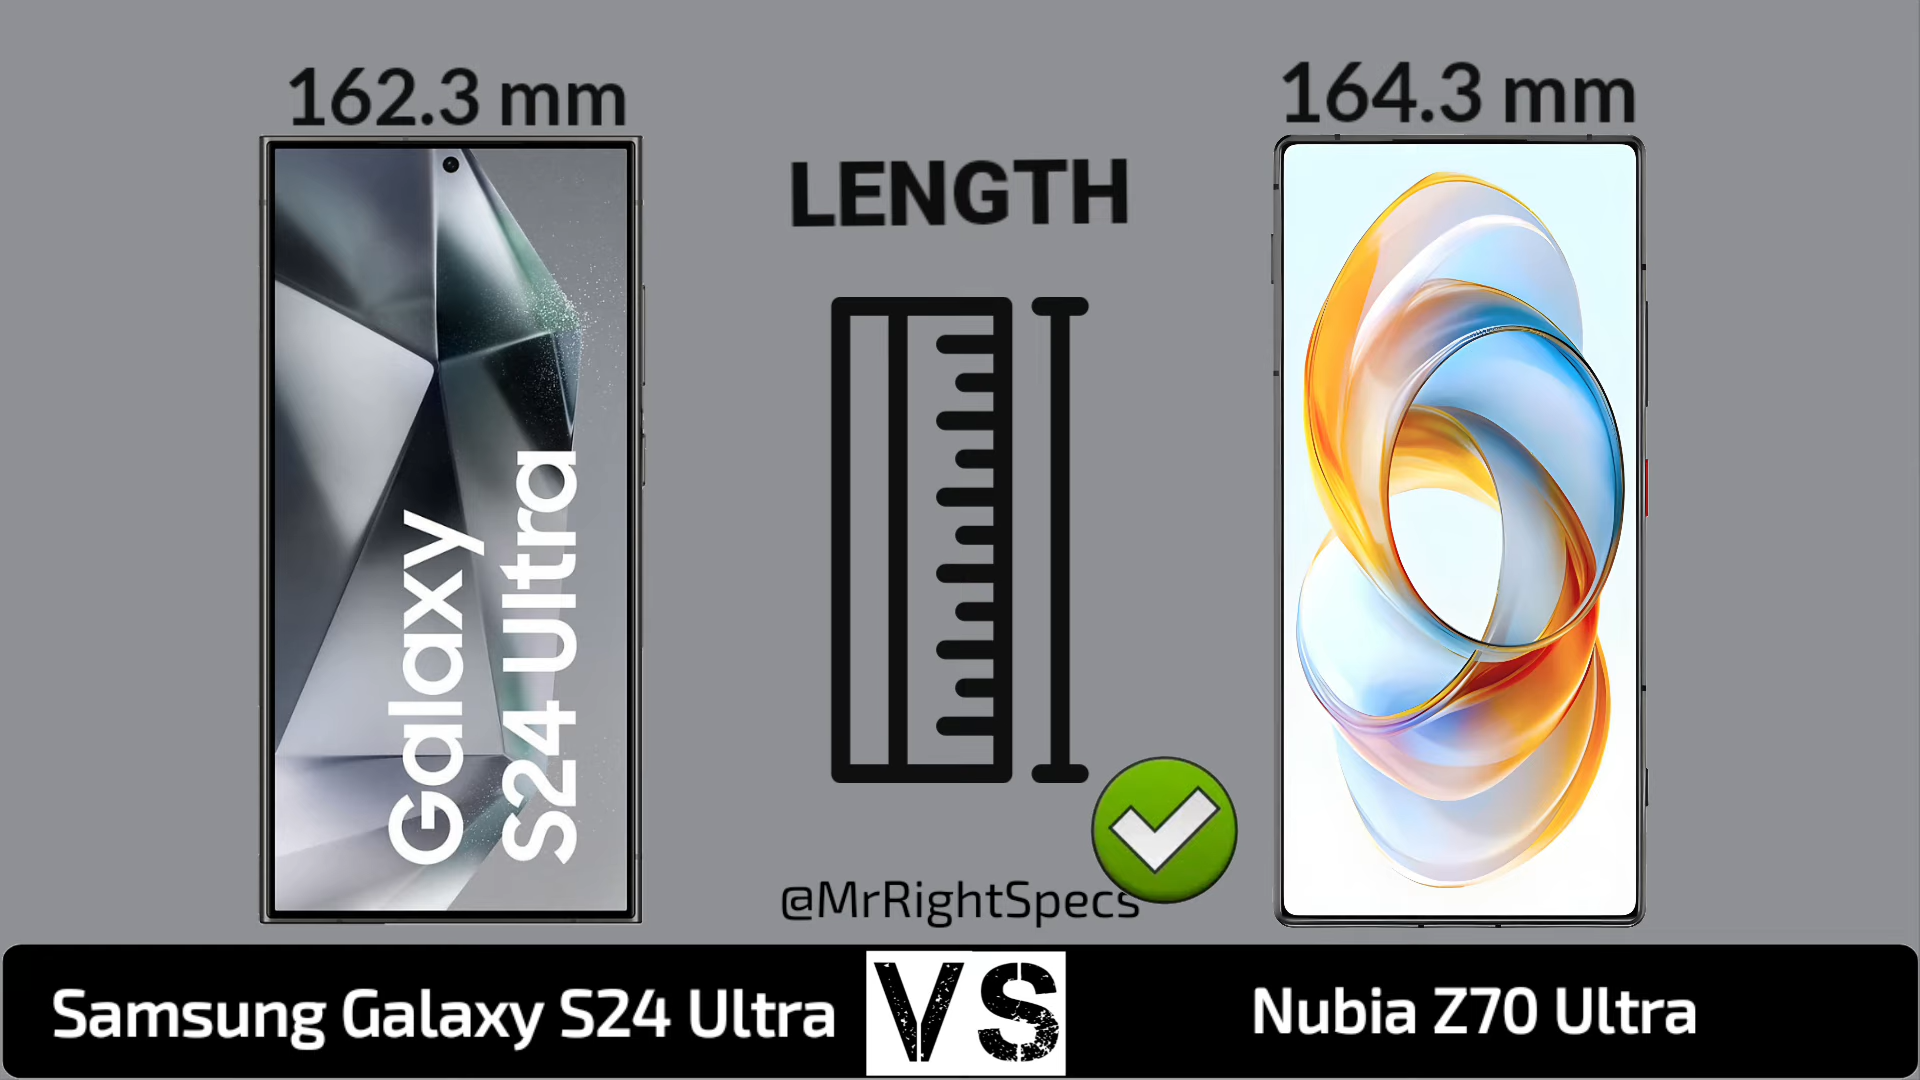 162.3 mm
164.3 mm
LENGTH
Galaxy
S24 Ultra
@MrRightSpecs
Samsung Galaxy S24 Ultra
VS
Nubia Z70 Ultra